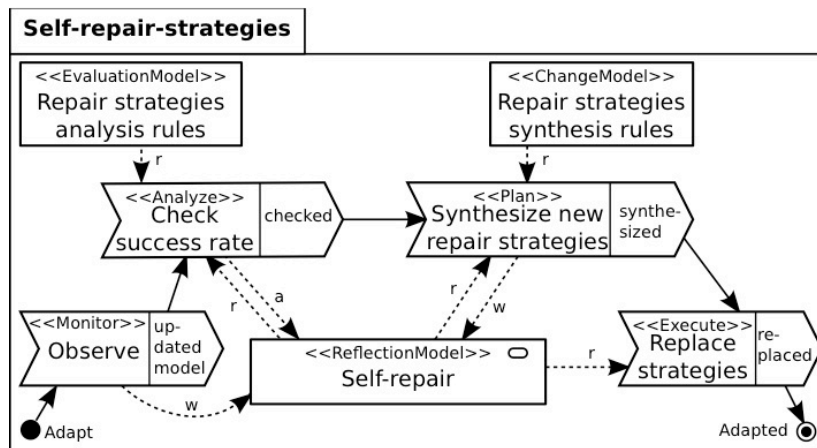 Self-repair-strategies
<<EvaluationModel>>
Repair strategies
analysis rules
<<ChangeModel>>
Repair strategies
synthesis rules
r
r
<<Analyze>>
Check
success rate
checked
<<Plan>>
Synthesize new
repair strategies
synthe-
sized
r
a
r
w
<<Monitor>>
Observe
up-
dated
model
<<ReflectionModel>>
Self-repair
r
<<Execute>>
Replace
strategies
re-
placed
w
Adapt
Adapted